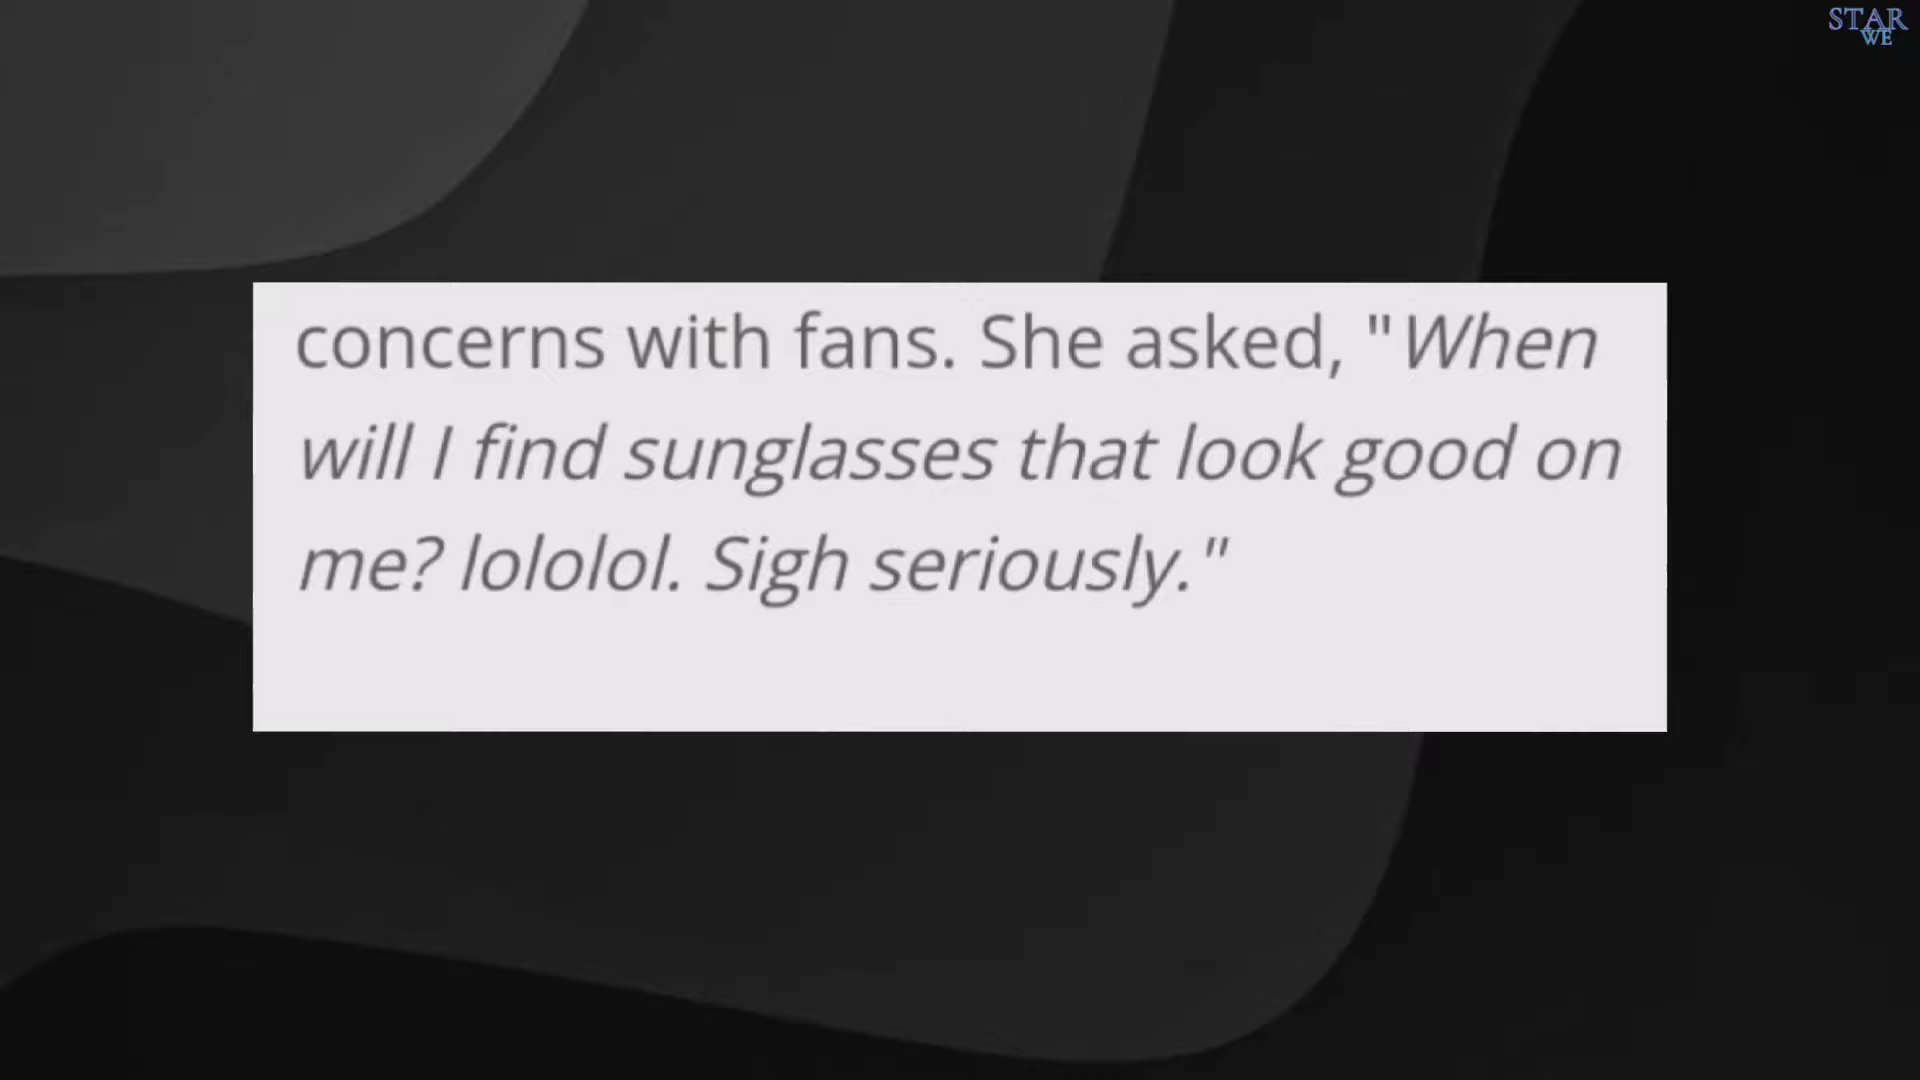 STAR
WE
concerns with fans. She asked, "When
will I find sunglasses that look good on
me? lololol. Sigh seriously."